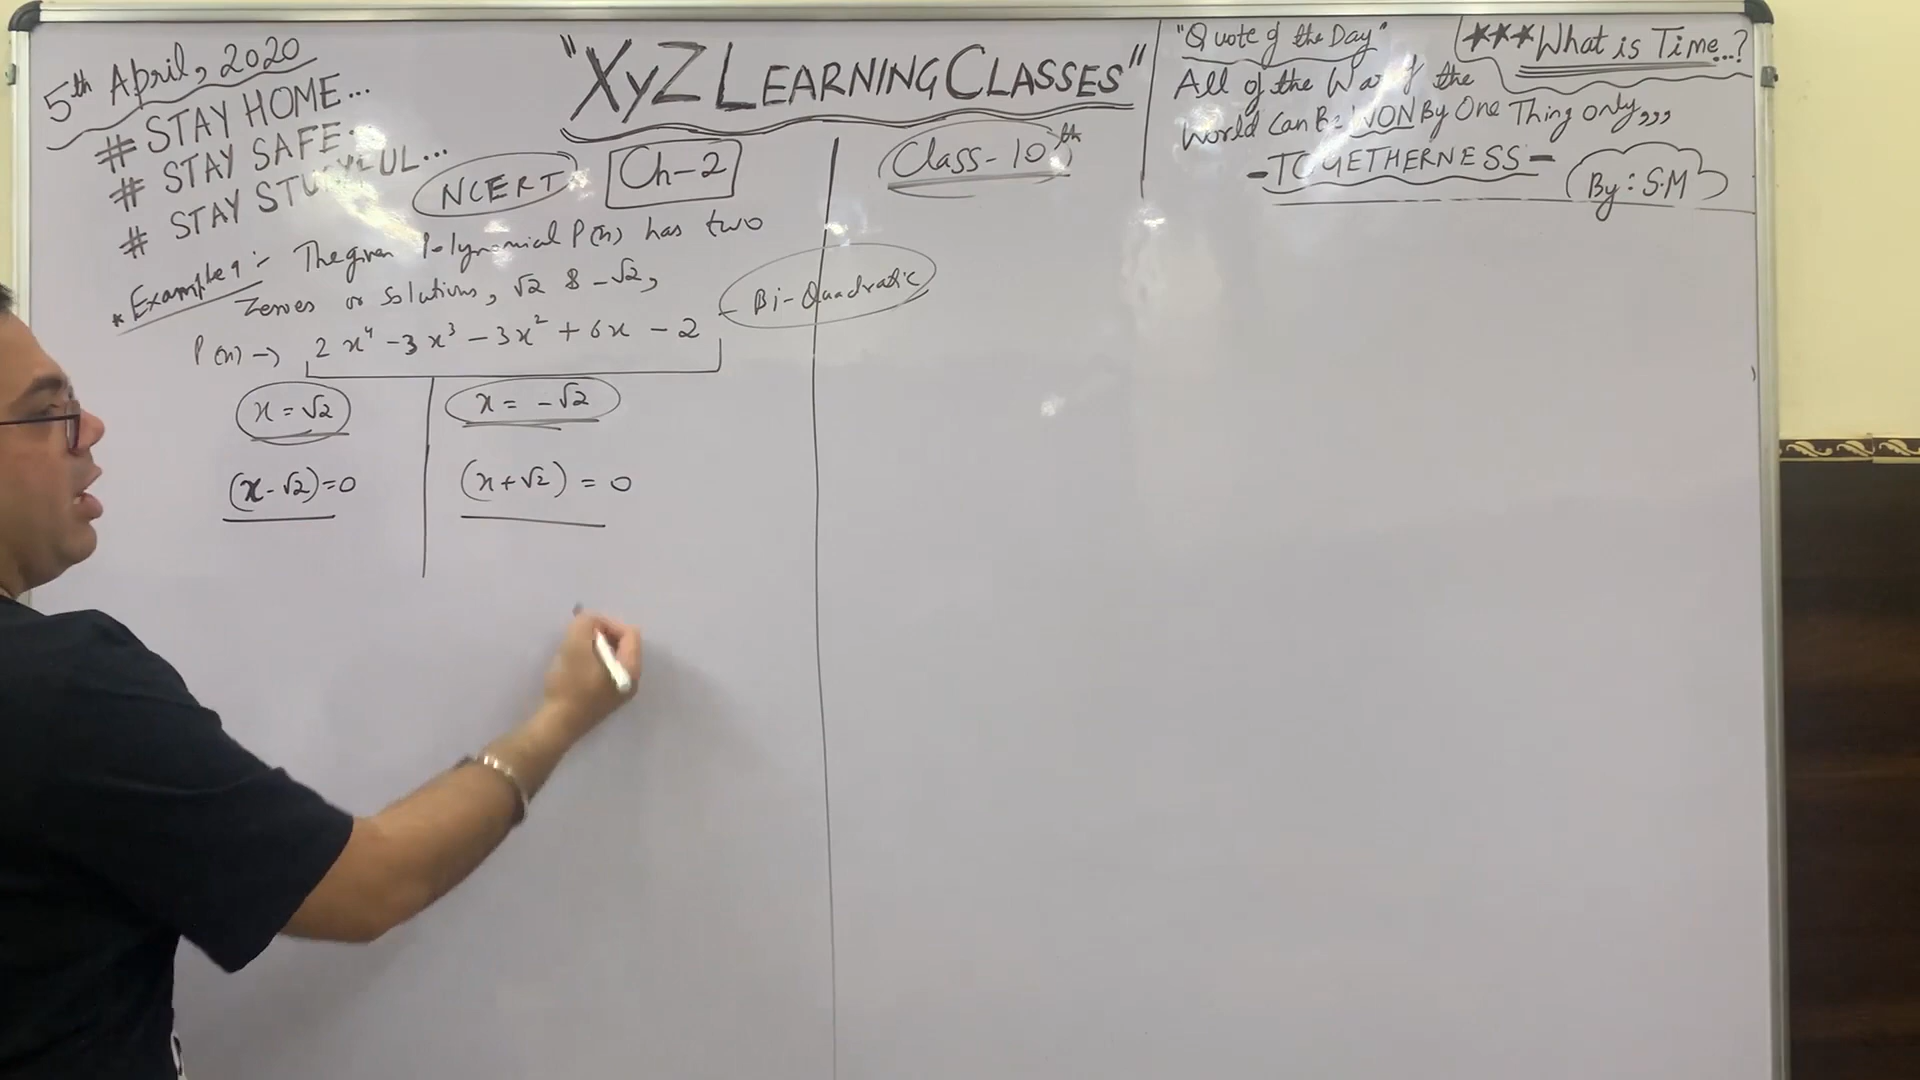 5th April, 2020
# STAY HOME...
# STAY SAFE.
# STAY
"XyZ LEARNING CLASSES"
NCERT
Ch-2
Class-10th
"Quote of the Day"
All of the of the
World Can WON By One Thing only,,,
-TOGETHERNESS-
By: S.M
***What is Time...?
*Example 9:- The given Polynomial P(x) has two
Zeroes or Solutions, √2 & -√2,
P(x) → 2x⁴ - 3x³ - 3x² + 6x - 2
- Bi-Quadratic
x = √2
x = -√2
(x-√2)=0
(x+√2) = 0